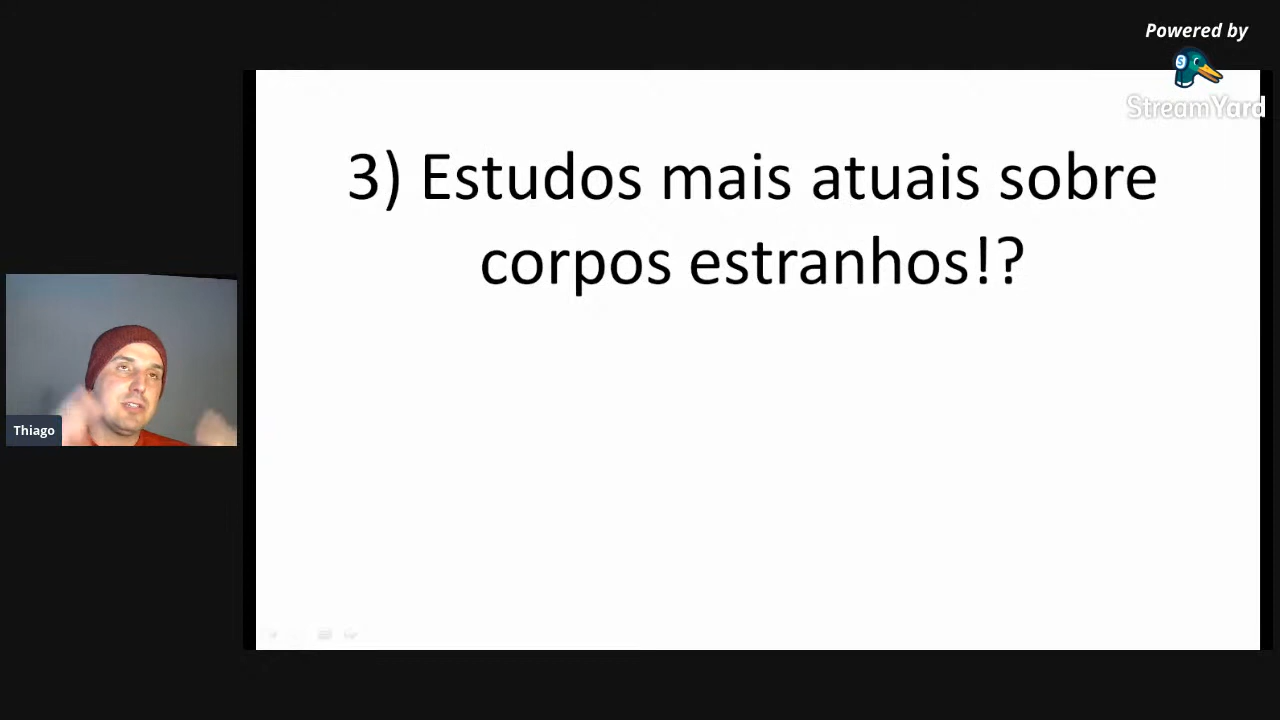 Powered by
StreamYard
3) Estudos mais atuais sobre
corpos estranhos!?
Thiago